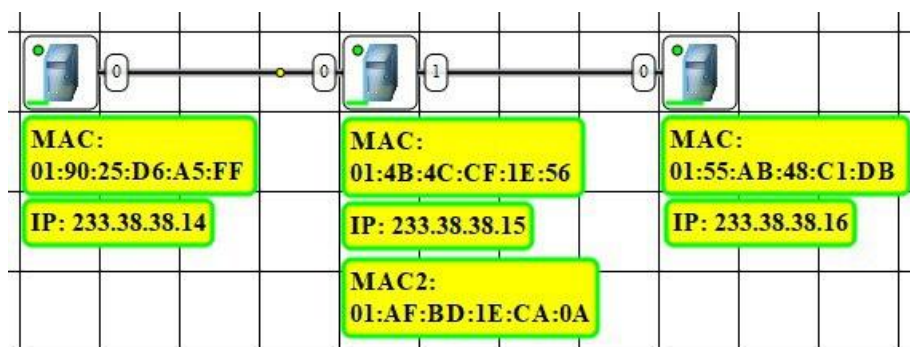 0
0
1
0
MAC:
01:90:25:D6:A5:FF
IP: 233.38.38.14
MAC:
01:4B:4C:CF:1E:56
IP: 233.38.38.15
MAC2:
01:AF:BD:1E:CA:0A
MAC:
01:55:AB:48:C1:DB
IP: 233.38.38.16